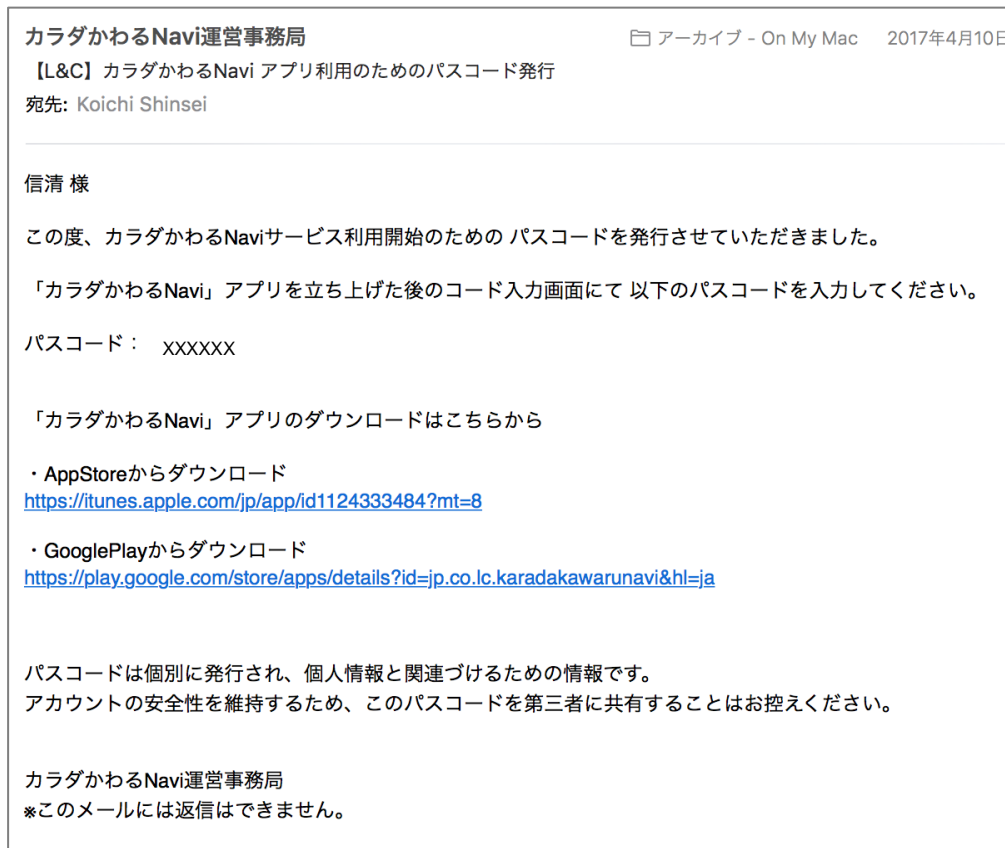 カラダかわるNavi運営事務局 アーカイブ - On My Mac 2017年4月10日
【L&C】カラダかわるNavi アプリ利用のためのパスコード発行
宛先: Koichi Shinsei
信清 様
この度、カラダかわるNaviサービス利用開始のための パスコードを発行させていただきました。
「カラダかわるNavi」アプリを立ち上げた後のコード入力画面にて 以下のパスコードを入力してください。
パスコード： XXXXXX
「カラダかわるNavi」アプリのダウンロードはこちらから
・AppStoreからダウンロード
https://itunes.apple.com/jp/app/id1124333484?mt=8
・GooglePlayからダウンロード
https://play.google.com/store/apps/details?id=jp.co.lc.karadakawarunavi&hl=ja
パスコードは個別に発行され、個人情報と関連づけるための情報です。
アカウントの安全性を維持するため、このパスコードを第三者に共有することはお控えください。
カラダかわるNavi運営事務局
※このメールには返信はできません。